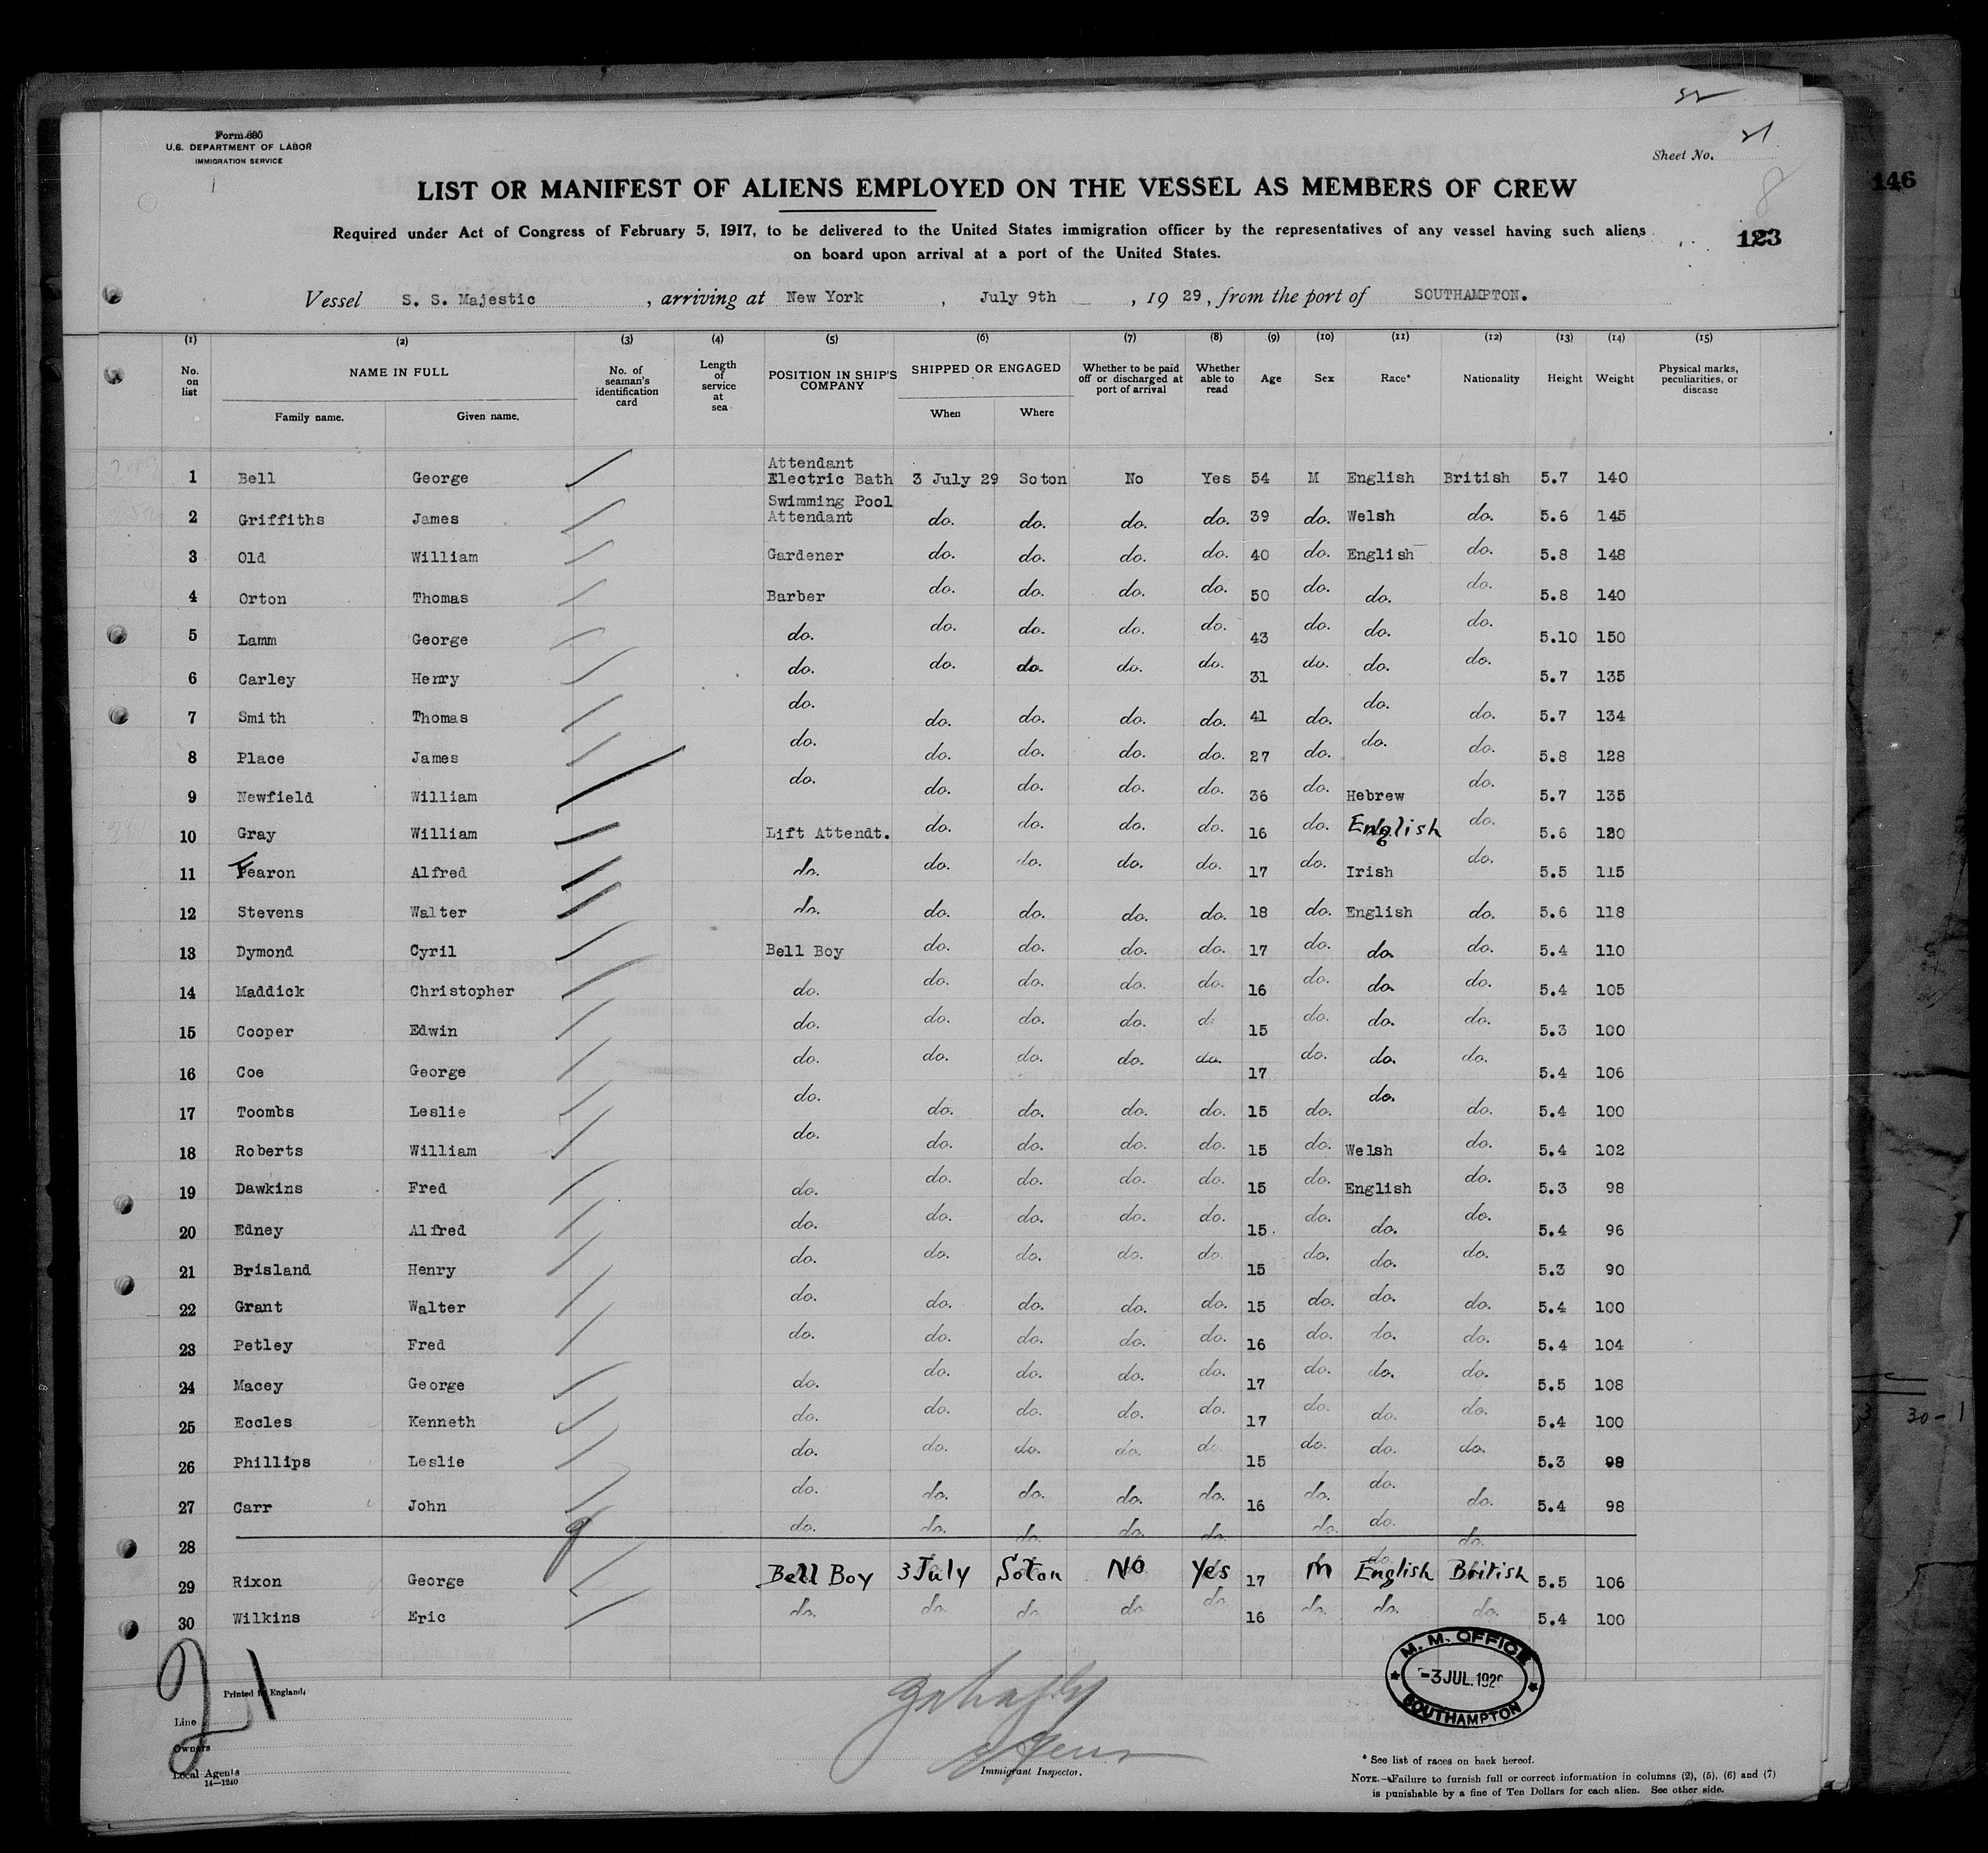 52
Form 680
U.S. DEPARTMENT OF LABOR
IMMIGRATION SERVICE
Sheet No. 21
146
LIST OR MANIFEST OF ALIENS EMPLOYED ON THE VESSEL AS MEMBERS OF CREW
8
Required under Act of Congress of February 5, 1917, to be delivered to the United States immigration officer by the representatives of any vessel having such aliens
on board upon arrival at a port of the United States.
123
Vessel S. S. Majestic, arriving at New York, July 9th, 1929, from the port of SOUTHAMPTON.
(1) (2) (3) (4) (5) (6) (7) (8) (9) (10) (11) (12) (13) (14) (15)
No. on list NAME IN FULL Family name. Given name. No. of seaman's identification card Length of service at sea POSITION IN SHIP'S COMPANY SHIPPED OR ENGAGED When Where Whether to be paid off or discharged at port of arrival Whether able to read Age Sex Race* Nationality Height Weight Physical marks, peculiarities, or disease
1 Bell George Attendant Electric Bath 3 July 29 Soton No Yes 54 M English British 5.7 140
2 Griffiths James Swimming Pool Attendant do. do. do. do. 39 do. Welsh do. 5.6 145
3 Old William Gardener do. do. do. do. 40 do. English do. 5.8 148
4 Orton Thomas Barber do. do. do. do. 50 do. do. do. 5.8 140
5 Lamm George do. do. do. do. do. 43 do. do. do. 5.10 150
6 Carley Henry do. do. do. do. do. 31 do. do. do. 5.7 135
7 Smith Thomas do. do. do. do. do. 41 do. do. do. 5.7 134
8 Place James do. do. do. do. do. 27 do. do. do. 5.8 128
9 Newfield William do. do. do. do. do. 36 do. Hebrew do. 5.7 135
10 Gray William Lift Attendt. do. do. do. do. 16 do. English do. 5.6 120
11 Fearon Alfred do. do. do. do. do. 17 do. Irish do. 5.5 115
12 Stevens Walter do. do. do. do. do. 18 do. English do. 5.6 118
13 Dymond Cyril Bell Boy do. do. do. do. 17 do. do. do. 5.4 110
14 Maddick Christopher do. do. do. do. do. 16 do. do. do. 5.4 105
15 Cooper Edwin do. do. do. do. do. 15 do. do. do. 5.3 100
16 Coe George do. do. do. do. do. 17 do. do. do. 5.4 106
17 Toombs Leslie do. do. do. do. do. 15 do. do. do. 5.4 100
18 Roberts William do. do. do. do. do. 15 do. Welsh do. 5.4 102
19 Dawkins Fred do. do. do. do. do. 15 do. English do. 5.3 98
20 Edney Alfred do. do. do. do. do. 15 do. do. do. 5.4 96
21 Brisland Henry do. do. do. do. do. 15 do. do. do. 5.3 90
22 Grant Walter do. do. do. do. do. 15 do. do. do. 5.4 100
23 Petley Fred do. do. do. do. do. 16 do. do. do. 5.4 104
24 Macey George do. do. do. do. do. 17 do. do. do. 5.5 108
25 Eccles Kenneth do. do. do. do. do. 17 do. do. do. 5.4 100
26 Phillips Leslie do. do. do. do. do. 15 do. do. do. 5.3 98
27 Carr John do. do. do. do. do. 16 do. do. do. 5.4 98
28 do. do. do. do. do. do. do. do.
29 Rixon George Bell Boy 3 July Soton No Yes 17 M English British 5.5 106
30 Wilkins Eric do. do. do. do. do. 16 do. do. do. 5.4 100
21
Printed in England.
Line
Owners
Local Agents
14—1240
Immigrant Inspector.
M. M. OFFICE
3 JUL. 192
SOUTHAMPTON
* See list of races on back hereof.
NOTE.—Failure to furnish full or correct information in columns (2), (5), (6) and (7)
is punishable by a fine of Ten Dollars for each alien. See other side.
30-1